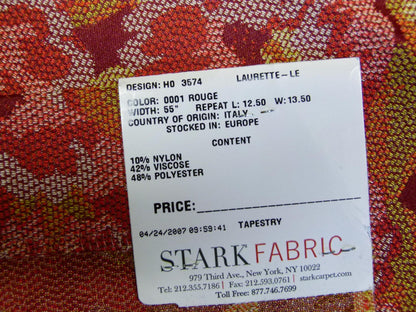 DESIGN: HO 3574 LAURETTE--LE
COLOR: 0001 ROUGE
WIDTH: 55" REPEAT L: 12.50 W: 13.50
COUNTRY OF ORIGIN: ITALY
STOCKED IN: EUROPE
CONTENT
10% NYLON
42% VISCOSE
48% POLYESTER
PRICE:
04/24/2007 09:59:41 TAPESTRY
STARK FABRIC
979 Third Ave., New York, NY 10022
Tel: 212.355.7186 | Fax: 212.593.0761 | starkcarpet.com
Toll Free: 877.746.7699